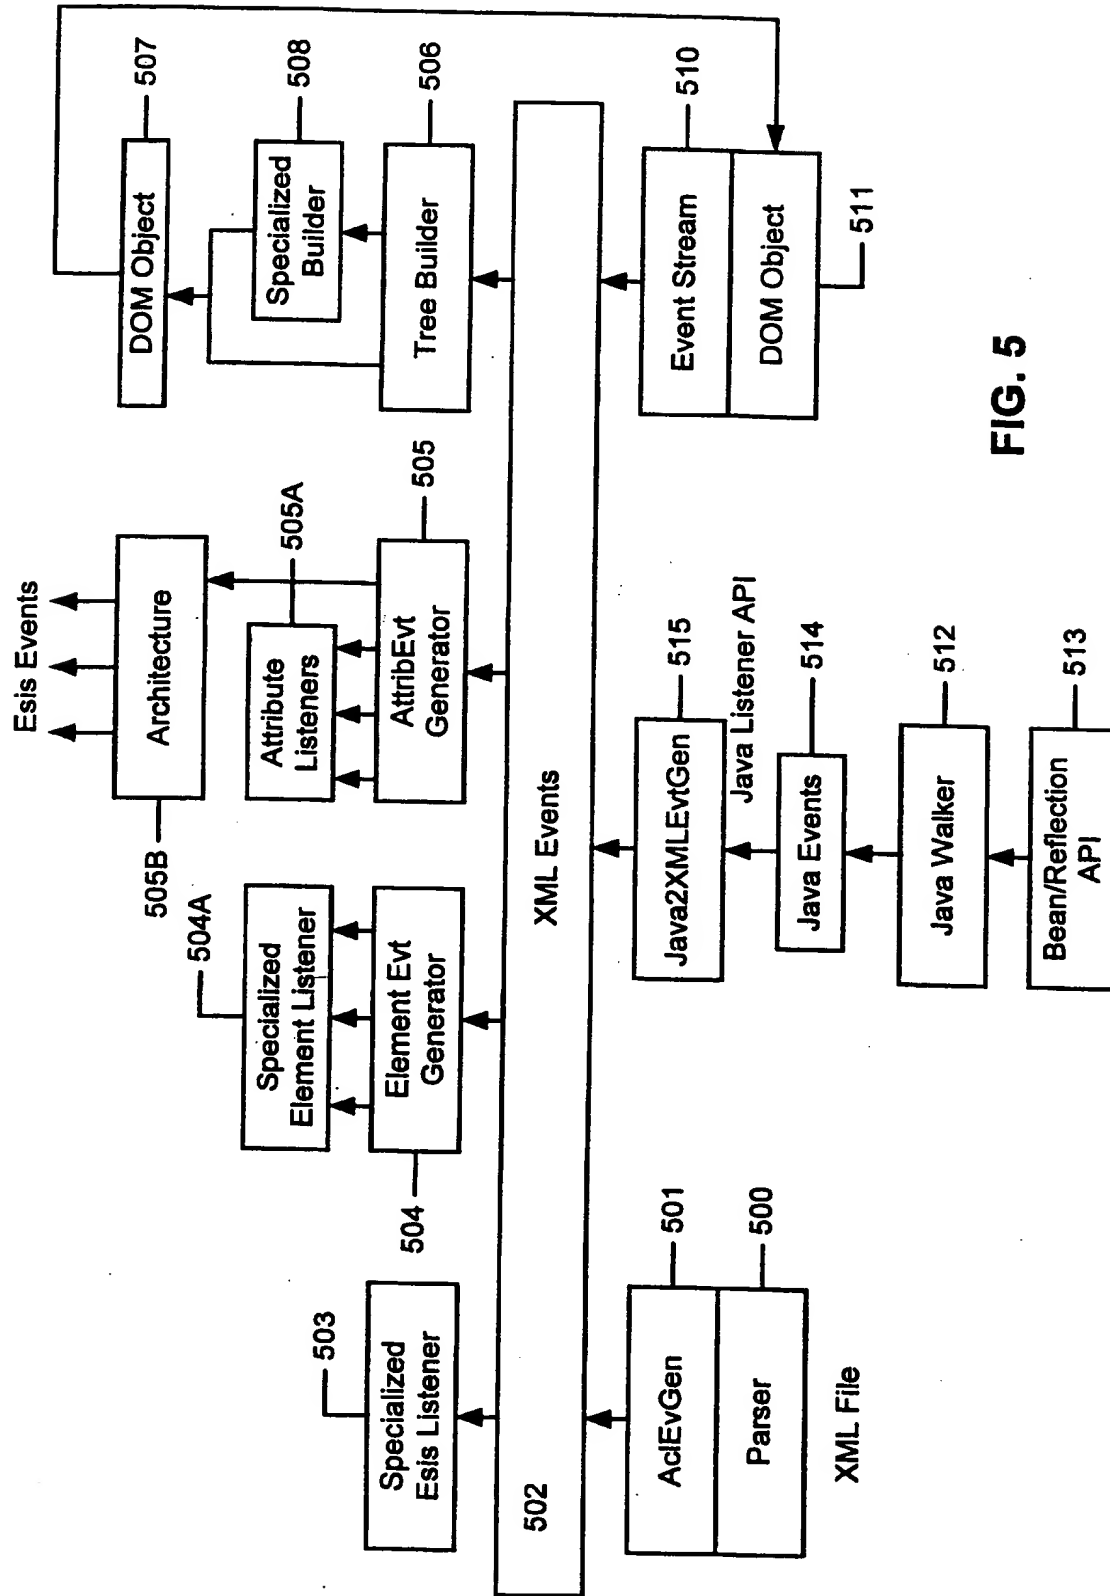 Esis Events
507
DOM Object
Architecture
505B
505A
508
Specialized
Builder
Attribute
Listeners
504A
Specialized
Element Listener
503
506
Tree Builder
505
AttribEvt
Generator
Element Evt
Generator
504
Specialized
Esis Listener
502
XML Events
510
Event Stream
DOM Object
511
515
Java2XMLEvtGen
Java Listener API
514
Java Events
512
Java Walker
513
Bean/Reflection
API
501
AclEvGen
500
Parser
XML File
FIG. 5